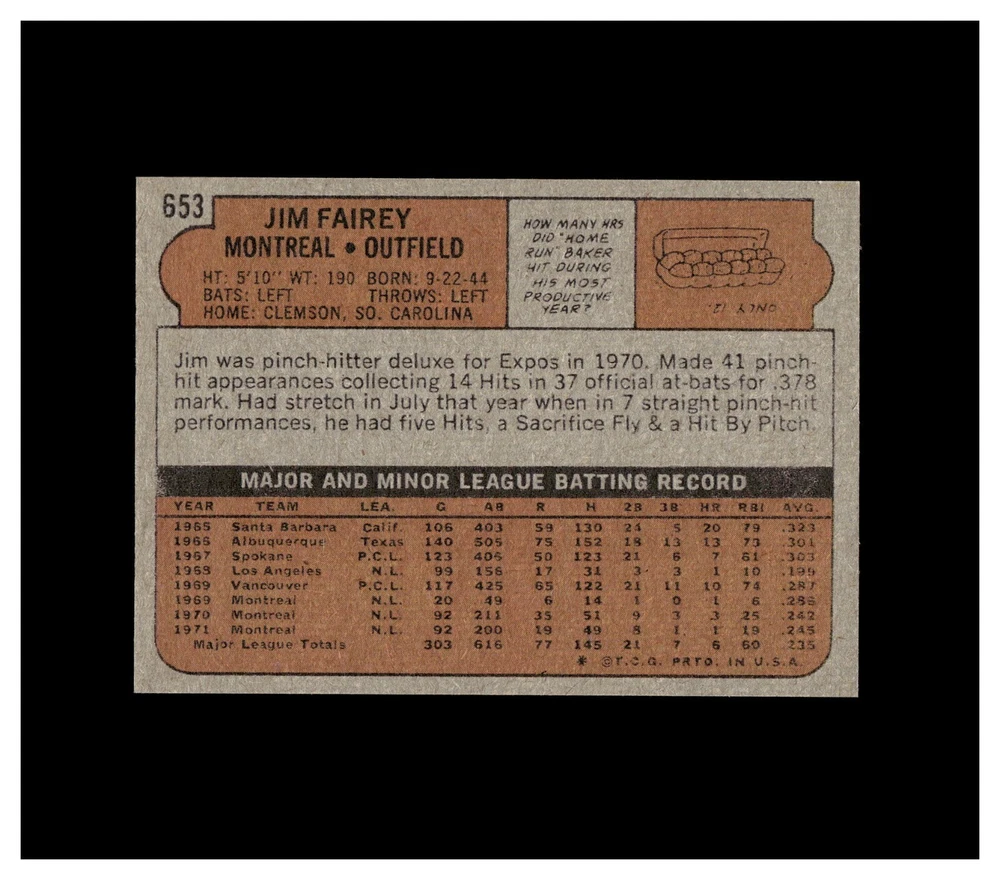 653
JIM FAIREY
MONTREAL • OUTFIELD
HT: 5'10" WT: 190 BORN: 9-22-44
BATS: LEFT THROWS: LEFT
HOME: CLEMSON, SO. CAROLINA
HOW MANY HRS
DID "HOME
RUN" BAKER
HIT DURING
HIS MOST
PRODUCTIVE
YEAR?
ONLY 12.
Jim was pinch-hitter deluxe for Expos in 1970. Made 41 pinch-
hit appearances collecting 14 Hits in 37 official at-bats for .378
mark. Had stretch in July that year when in 7 straight pinch-hit
performances, he had five Hits, a Sacrifice Fly & a Hit By Pitch.
MAJOR AND MINOR LEAGUE BATTING RECORD
YEAR TEAM LEA. G AB R H 2B 3B HR RBI AVG.
1965 Santa Barbara Calif. 106 403 59 130 24 5 20 79 .323
1966 Albuquerque Texas 140 505 75 152 18 13 13 73 .301
1967 Spokane P.C.L. 123 406 50 123 21 6 7 61 .303
1968 Los Angeles N.L. 99 156 17 31 3 3 1 10 .199
1969 Vancouver P.C.L. 117 425 65 122 21 11 10 74 .287
1969 Montreal N.L. 20 49 6 14 1 0 1 6 .286
1970 Montreal N.L. 92 211 35 51 9 3 3 25 .242
1971 Montreal N.L. 92 200 19 49 8 1 1 19 .245
Major League Totals 303 616 77 145 21 7 6 60 .235
* ©T.C.G. PRTD. IN U.S.A.